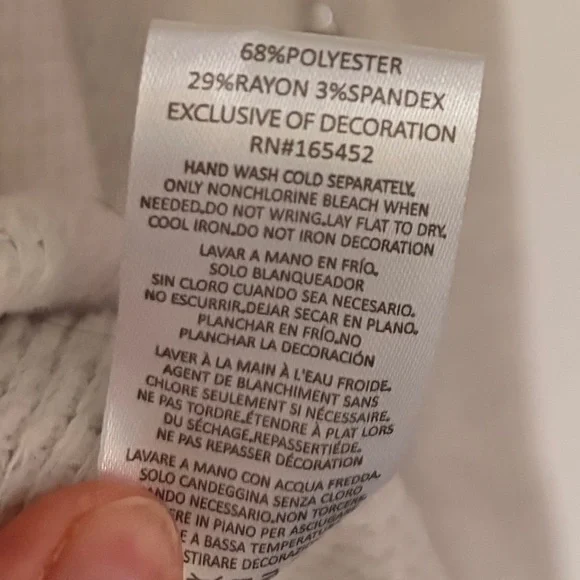 68%POLYESTER
29%RAYON 3%SPANDEX
EXCLUSIVE OF DECORATION
RN#165452
HAND WASH COLD SEPARATELY.
ONLY NONCHLORINE BLEACH WHEN
NEEDED.DO NOT WRING.LAY FLAT TO DRY.
COOL IRON.DO NOT IRON DECORATION
LAVAR A MANO EN FRÍO.
SOLO BLANQUEADOR
SIN CLORO CUANDO SEA NECESARIO.
NO ESCURRIR.DEJAR SECAR EN PLANO.
PLANCHAR EN FRÍO.NO
PLANCHAR LA DECORACIÓN
LAVER À LA MAIN À L'EAU FROIDE.
AGENT DE BLANCHIMENT SANS
CHLORE SEULEMENT SI NÉCESSAIRE.
NE PAS TORDRE.ÉTENDRE À PLAT LORS
DU SÉCHAGE.REPASSERTIÉDE.
NE PAS REPASSER DÉCORATION
LAVARE A MANO CON ACQUA FREDDA.
SOLO CANDEGGINA SENZA CLORO
NDO NECESSARIO.NON TORCERE
RE IN PIANO PER
E A BASSA
STIRARE